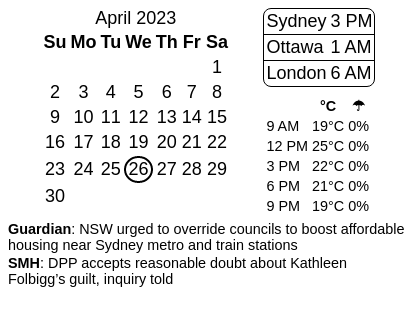 April 2023
Su Mo Tu We Th Fr Sa
1
2 3 4 5 6 7 8
9 10 11 12 13 14 15
16 17 18 19 20 21 22
23 24 25 26 27 28 29
30
Sydney 3 PM
Ottawa 1 AM
London 6 AM
°C ☂
9 AM 19°C 0%
12 PM 25°C 0%
3 PM 22°C 0%
6 PM 21°C 0%
9 PM 19°C 0%
Guardian: NSW urged to override councils to boost affordable
housing near Sydney metro and train stations
SMH: DPP accepts reasonable doubt about Kathleen
Folbigg’s guilt, inquiry told